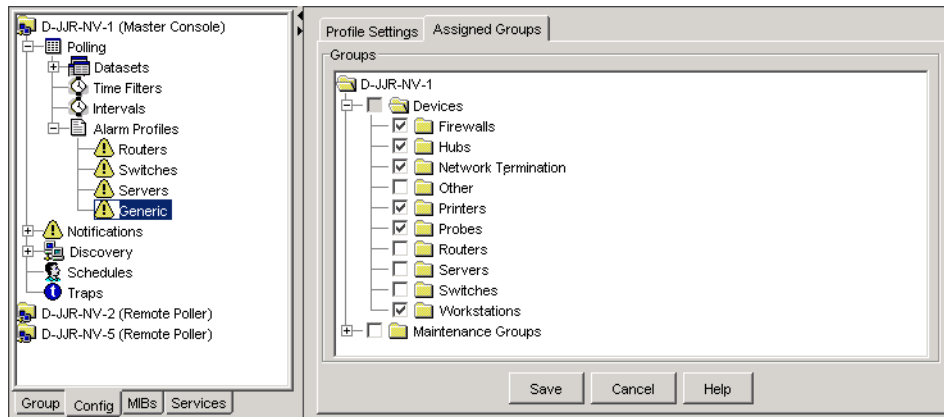 D-JJR-NV-1 (Master Console)
Polling
Datasets
Time Filters
Intervals
Alarm Profiles
Routers
Switches
Servers
Generic
Notifications
Discovery
Schedules
Traps
D-JJR-NV-2 (Remote Poller)
D-JJR-NV-5 (Remote Poller)
Group Config MIBs Services
Profile Settings Assigned Groups
Groups
D-JJR-NV-1
Devices
Firewalls
Hubs
Network Termination
Other
Printers
Probes
Routers
Servers
Switches
Workstations
Maintenance Groups
Save Cancel Help